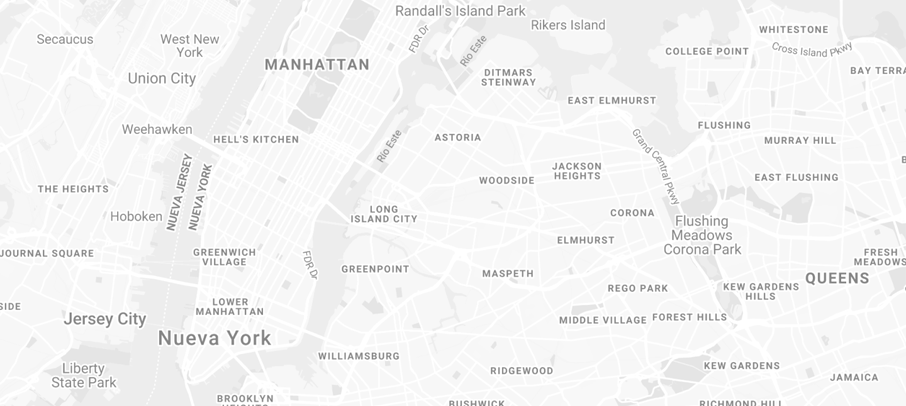 Randall's Island Park
Rikers Island
WHITESTONE
Secaucus
West New
York
FDR Dr
Río Este
COLLEGE POINT
Cross Island Pkwy
MANHATTAN
Union City
DITMARS
STEINWAY
BAY TERRA
EAST ELMHURST
Weehawken
HELL'S KITCHEN
Río Este
ASTORIA
Grand Central Pkwy
FLUSHING
MURRAY HILL
NUEVA JERSEY
NUEVA YORK
THE HEIGHTS
WOODSIDE
JACKSON
HEIGHTS
EAST FLUSHING
Hoboken
LONG
ISLAND CITY
CORONA
Flushing
Meadows
Corona Park
JOURNAL SQUARE
GREENWICH
VILLAGE
FDR Dr
GREENPOINT
ELMHURST
MASPETH
FRESH
MEADOWS
QUEENS
REGO PARK
KEW GARDENS
HILLS
SIDE
LOWER
MANHATTAN
Jersey City
Nueva York
MIDDLE VILLAGE
FOREST HILLS
WILLIAMSBURG
Liberty
State Park
RIDGEWOOD
KEW GARDENS
JAMAICA
BROOKLYN
HEIGHTS
BUSHWICK
RICHMOND HILL